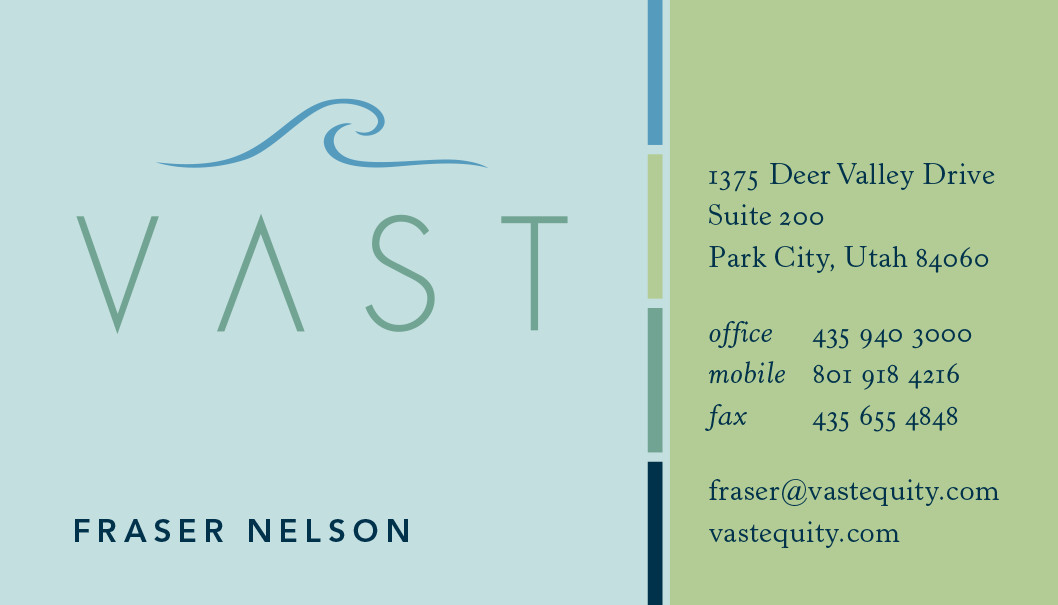 VAST
FRASER NELSON
1375 Deer Valley Drive
Suite 200
Park City, Utah 84060
office 435 940 3000
mobile 801 918 4216
fax 435 655 4848
fraser@vastequity.com
vastequity.com